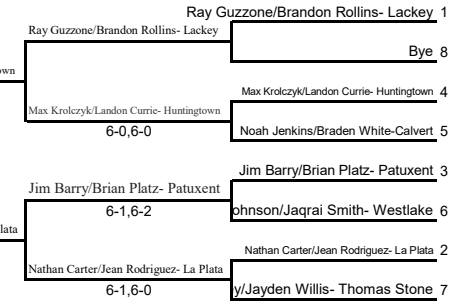 Ray Guzzone/Brandon Rollins- Lackey 1
Ray Guzzone/Brandon Rollins- Lackey
Bye 8
own
Max Krolczyk/Landon Currie- Huntingtown 4
Max Krolczyk/Landon Currie- Huntingtown
6-0,6-0
Noah Jenkins/Braden White-Calvert 5
Jim Barry/Brian Platz- Patuxent 3
Jim Barry/Brian Platz- Patuxent
6-1,6-2
ohnson/Jaqrai Smith- Westlake 6
lata
Nathan Carter/Jean Rodriguez- La Plata 2
Nathan Carter/Jean Rodriguez- La Plata
6-1,6-0
y/Jayden Willis- Thomas Stone 7